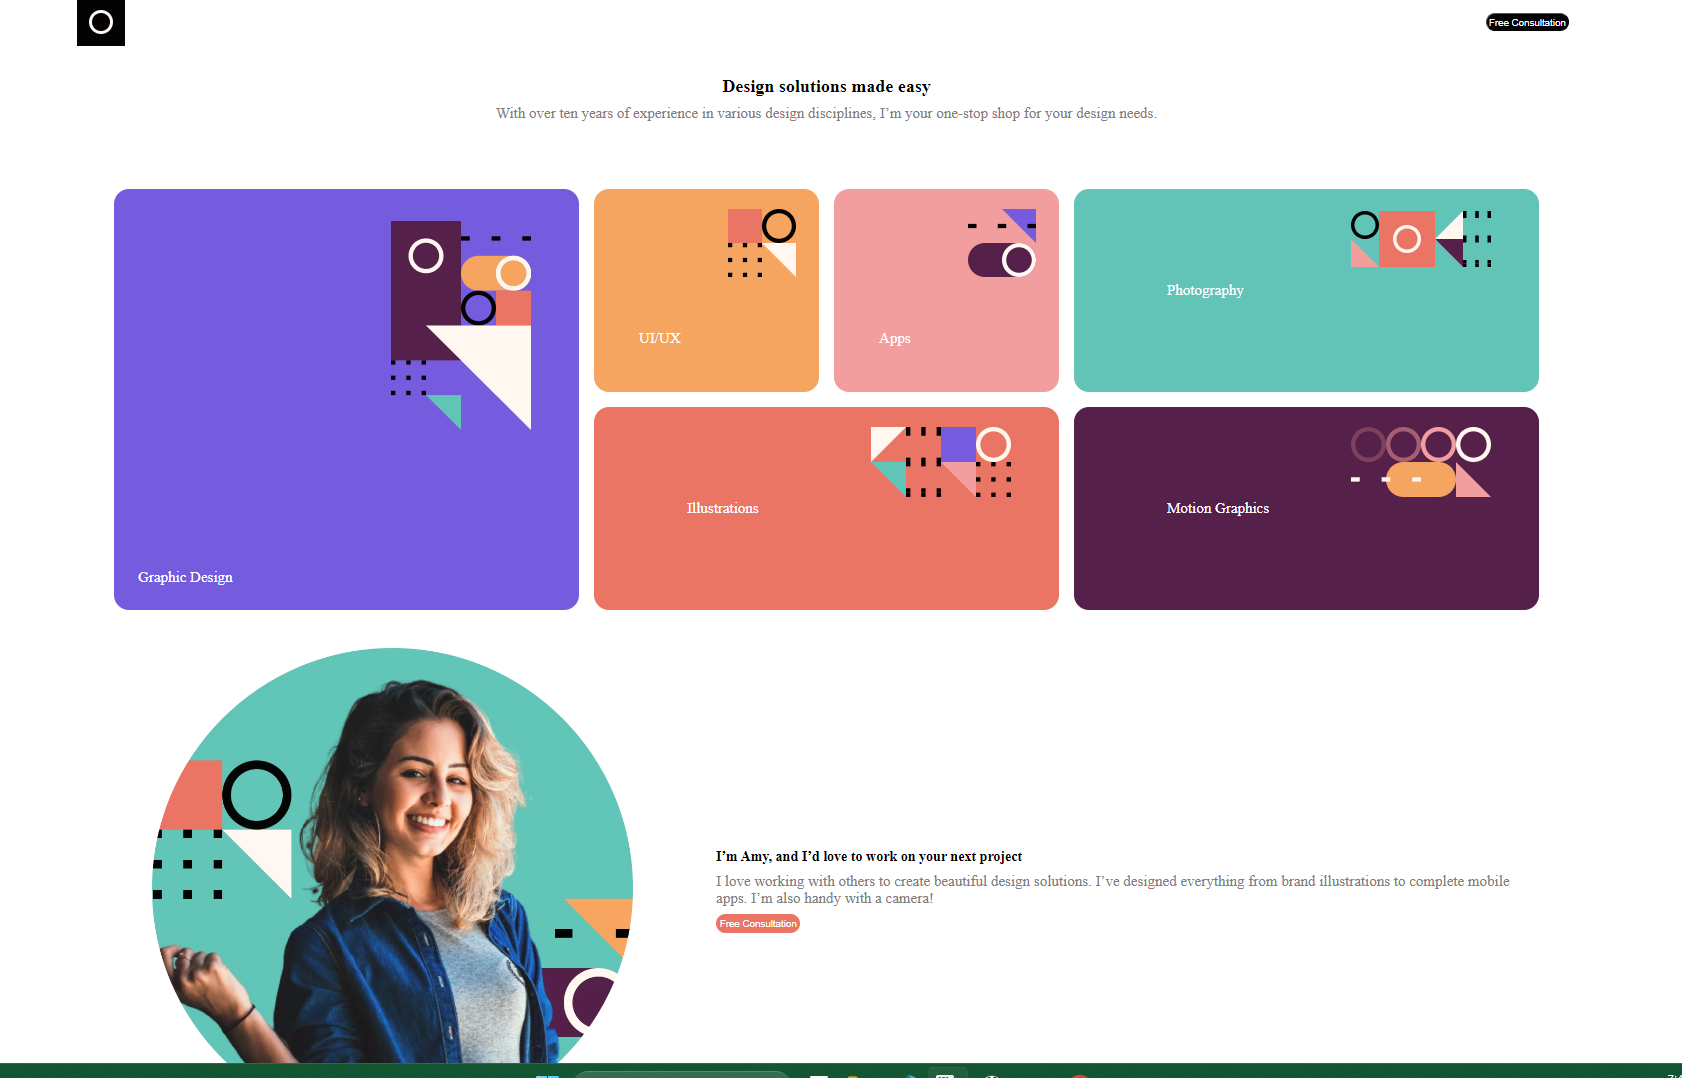 Free Consultation
Design solutions made easy
With over ten years of experience in various design disciplines, I’m your one-stop shop for your design needs.
Graphic Design
UI/UX
Apps
Photography
Illustrations
Motion Graphics
I’m Amy, and I’d love to work on your next project
I love working with others to create beautiful design solutions. I’ve designed everything from brand illustrations to complete mobile
apps. I’m also handy with a camera!
Free Consultation